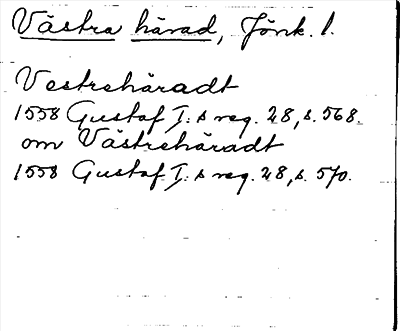 Västra härad, Jönk. l.
Vestrehäradt
1558 Gustaf I:s reg. 28, s. 568.
om Västrehäradt
1558 Gustaf I:s reg. 28, s. 570.